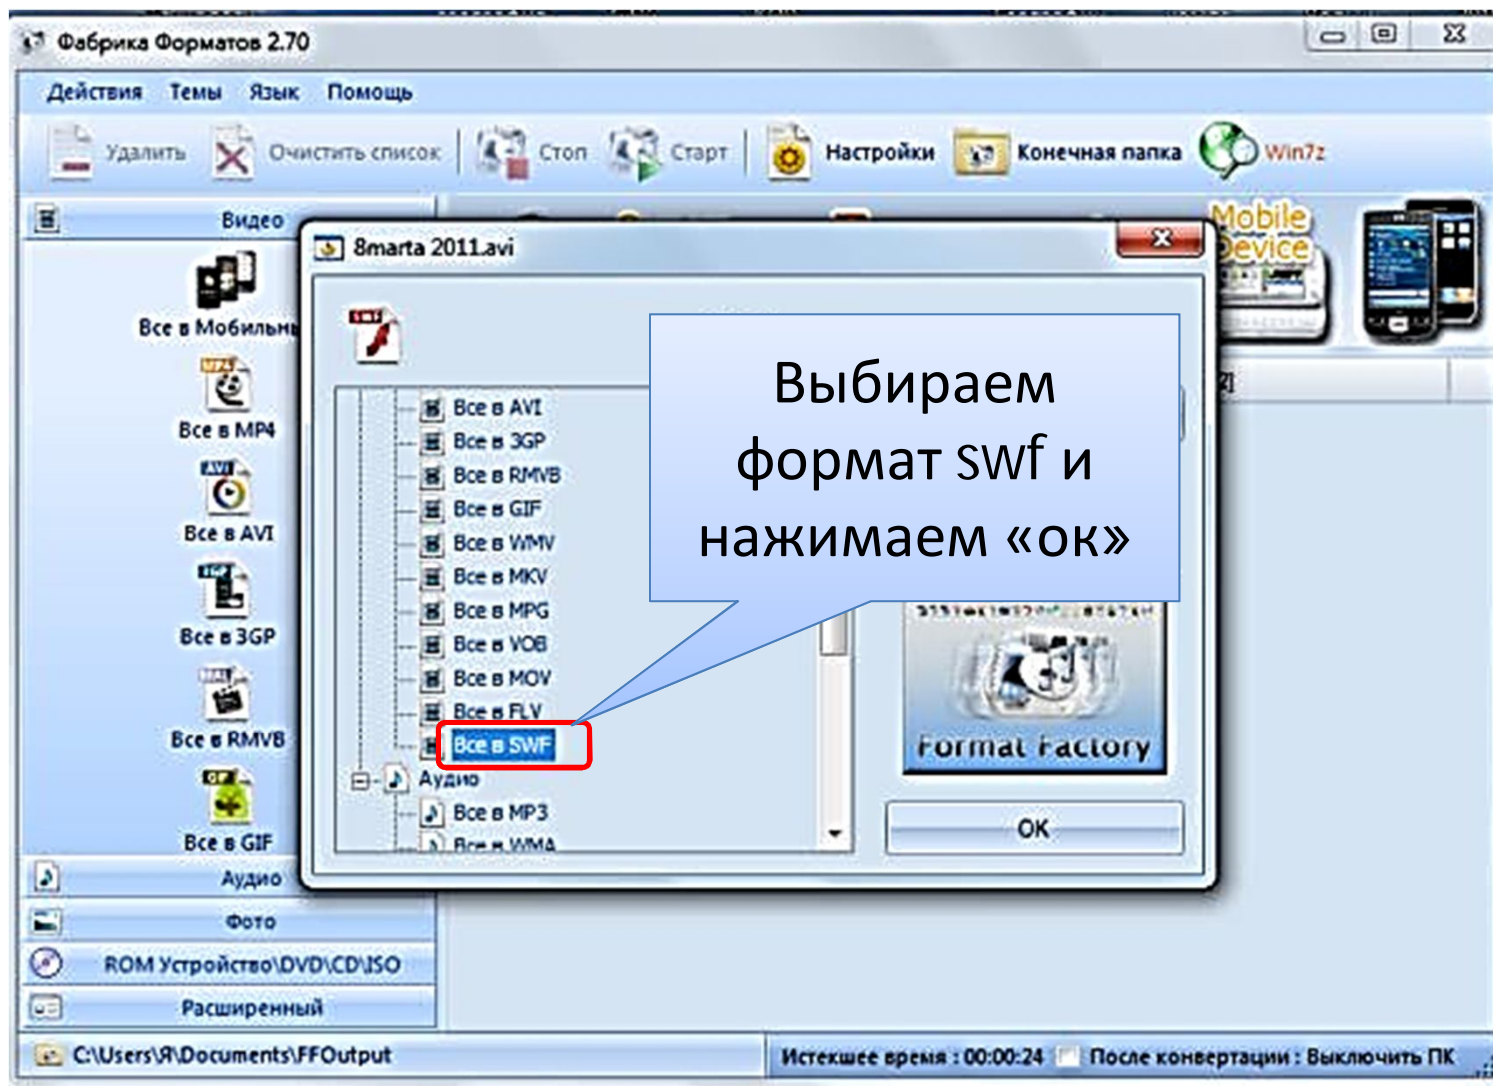 Фабрика Форматов 2.70
Действия Темы Язык Помощь
Удалить Очистить список Стоп Старт Настройки Конечная папка Win7z
Видео
Mobile
Device
8marta 2011.avi
Все в MP4
Все в AVI
Все в 3GP
Все в RMVB
Все в GIF
Аудио
Фото
ROM Устройство\DVD\CD\ISO
Расширенный
Все в AVI
Все в 3GP
Все в RMVB
Все в GIF
Все в WMV
Все в MKV
Все в MPG
Все в VOB
Все в MOV
Все в FLV
Все в SWF
Аудио
Все в MP3
Все в WMA
Выбираем
формат swf и
нажимаем «ок»
Format Factory
OK
C:\Users\Я\Documents\FFOutput
Истекшее время : 00:00:24 После конвертации : Выключить ПК